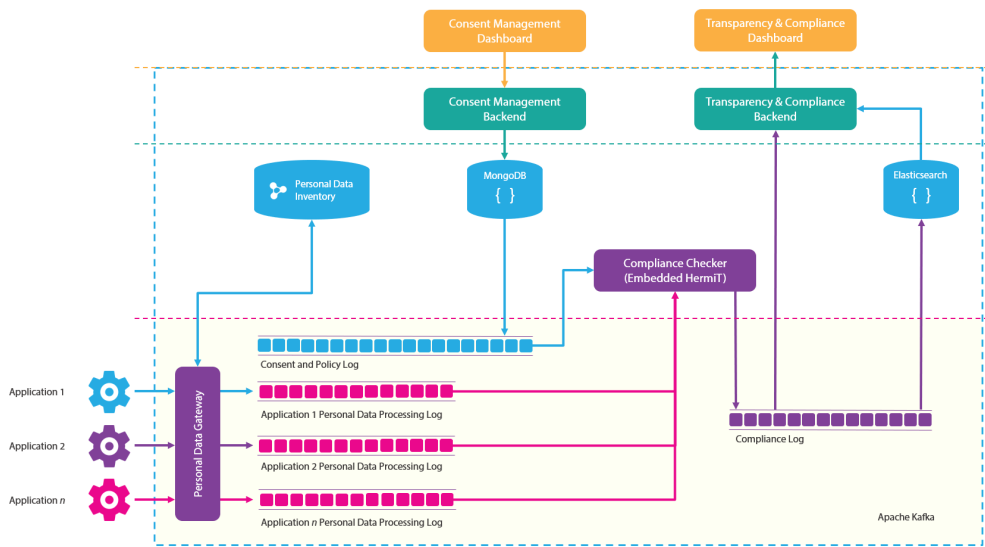 Consent Management
Dashboard
Transparency & Compliance
Dashboard
Consent Management
Backend
Transparency & Compliance
Backend
Personal Data
Inventory
MongoDB
{ }
Elasticsearch
{ }
Compliance Checker
(Embedded HermiT)
Consent and Policy Log
Application 1
Personal Data Gateway
Application 1 Personal Data Processing Log
Application 2
Application 2 Personal Data Processing Log
Compliance Log
Application n
Application n Personal Data Processing Log
Apache Kafka